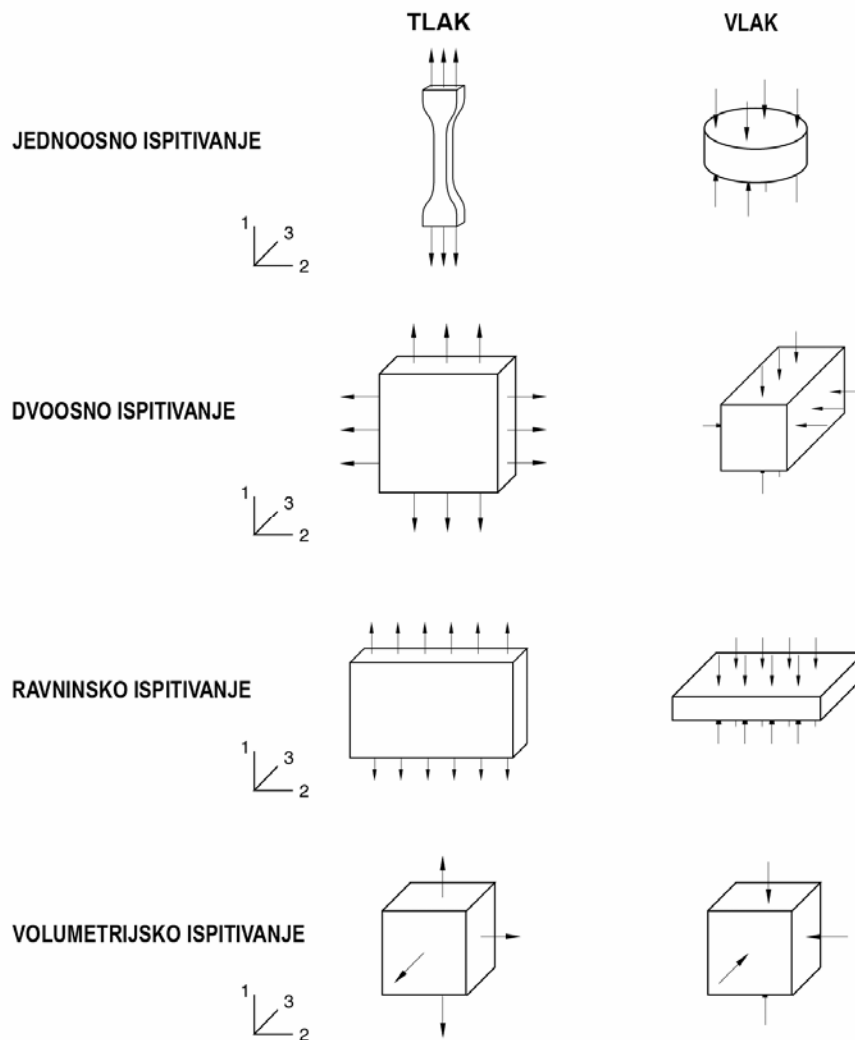 TLAK
VLAK
JEDNOOSNO ISPITIVANJE
1
3
2
DVOOSNO ISPITIVANJE
1
3
2
RAVNINSKO ISPITIVANJE
1
3
2
VOLUMETRIJSKO ISPITIVANJE
1
3
2